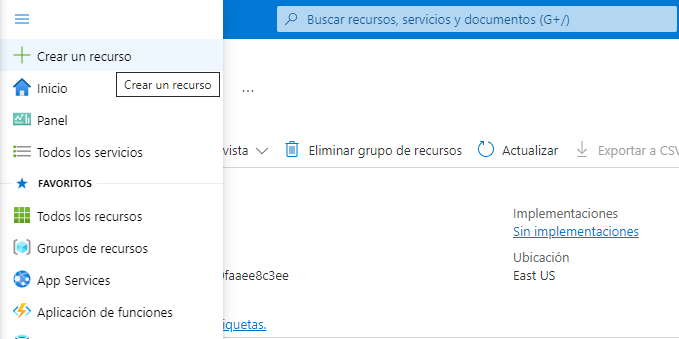 Buscar recursos, servicios y documentos (G+/)
Crear un recurso
Crear un recurso
Inicio
...
Panel
Todos los servicios
vista
Eliminar grupo de recursos
Actualizar
Exportar a CSV
FAVORITOS
Todos los recursos
Implementaciones
Sin implementaciones
Grupos de recursos
Ubicación
App Services
faaee8c3ee
East US
Aplicación de funciones
iquetas.